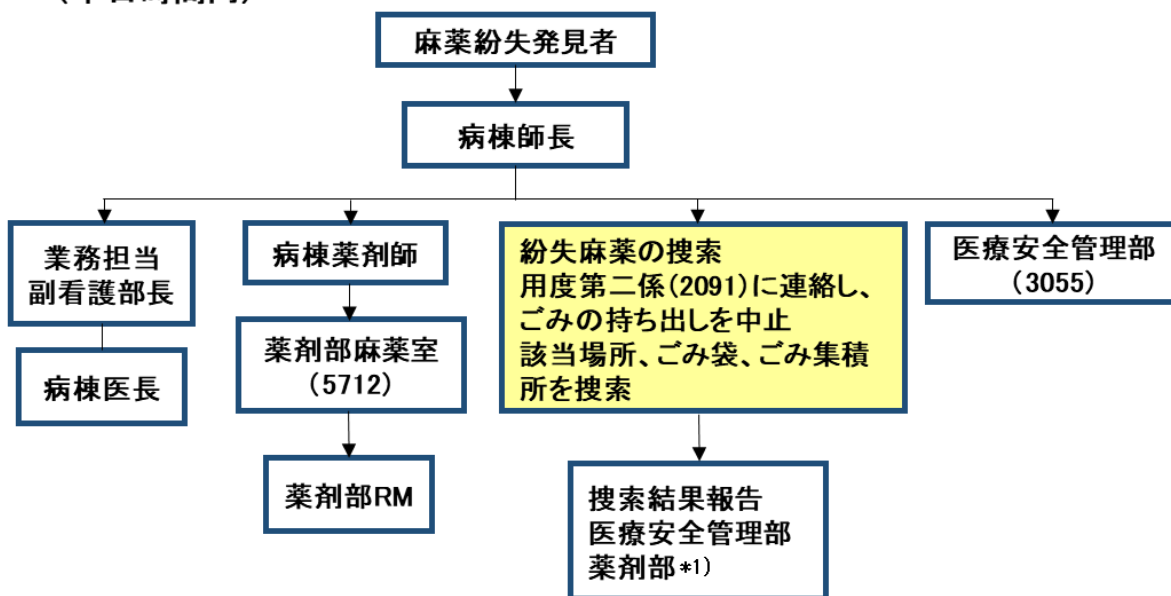 麻薬紛失発見者
病棟師長
業務担当
副看護部長
病棟医長
病棟薬剤師
薬剤部麻薬室
(5712)
薬剤部RM
紛失麻薬の捜索
用度第二係(2091)に連絡し、
ごみの持ち出しを中止
該当場所、ごみ袋、ごみ集積
所を捜索
捜索結果報告
医療安全管理部
薬剤部*1)
医療安全管理部
(3055)